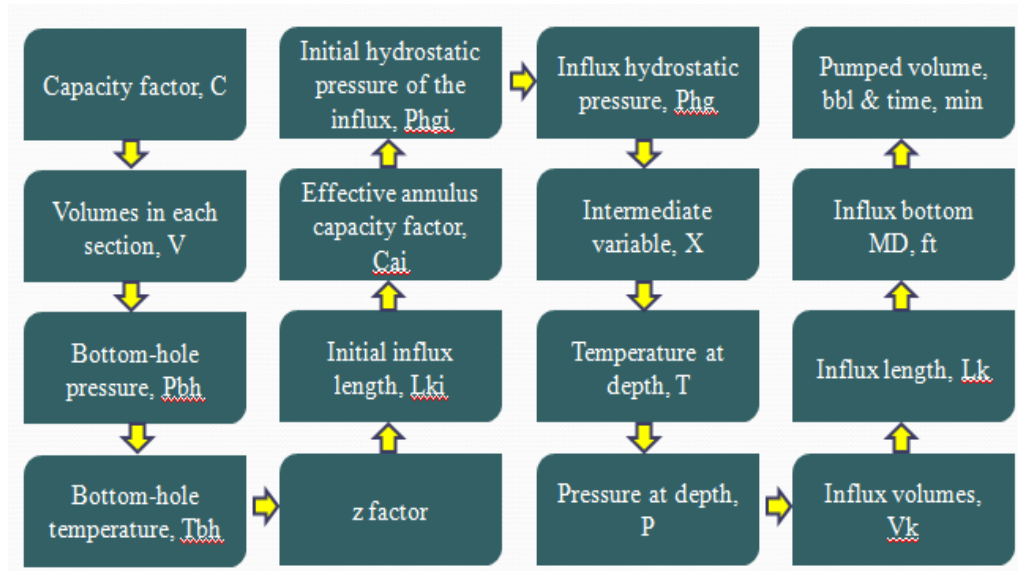 Capacity factor, C
Volumes in each
section, V
Bottom-hole
pressure, Pbh
Bottom-hole
temperature, Tbh
z factor
Initial influx
length, Lki
Effective annulus
capacity factor,
Cai
Initial hydrostatic
pressure of the
influx, Phgi
Influx hydrostatic
pressure, Phg
Intermediate
variable, X
Temperature at
depth, T
Pressure at depth,
P
Influx volumes,
Vk
Influx length, Lk
Influx bottom
MD, ft
Pumped volume,
bbl & time, min